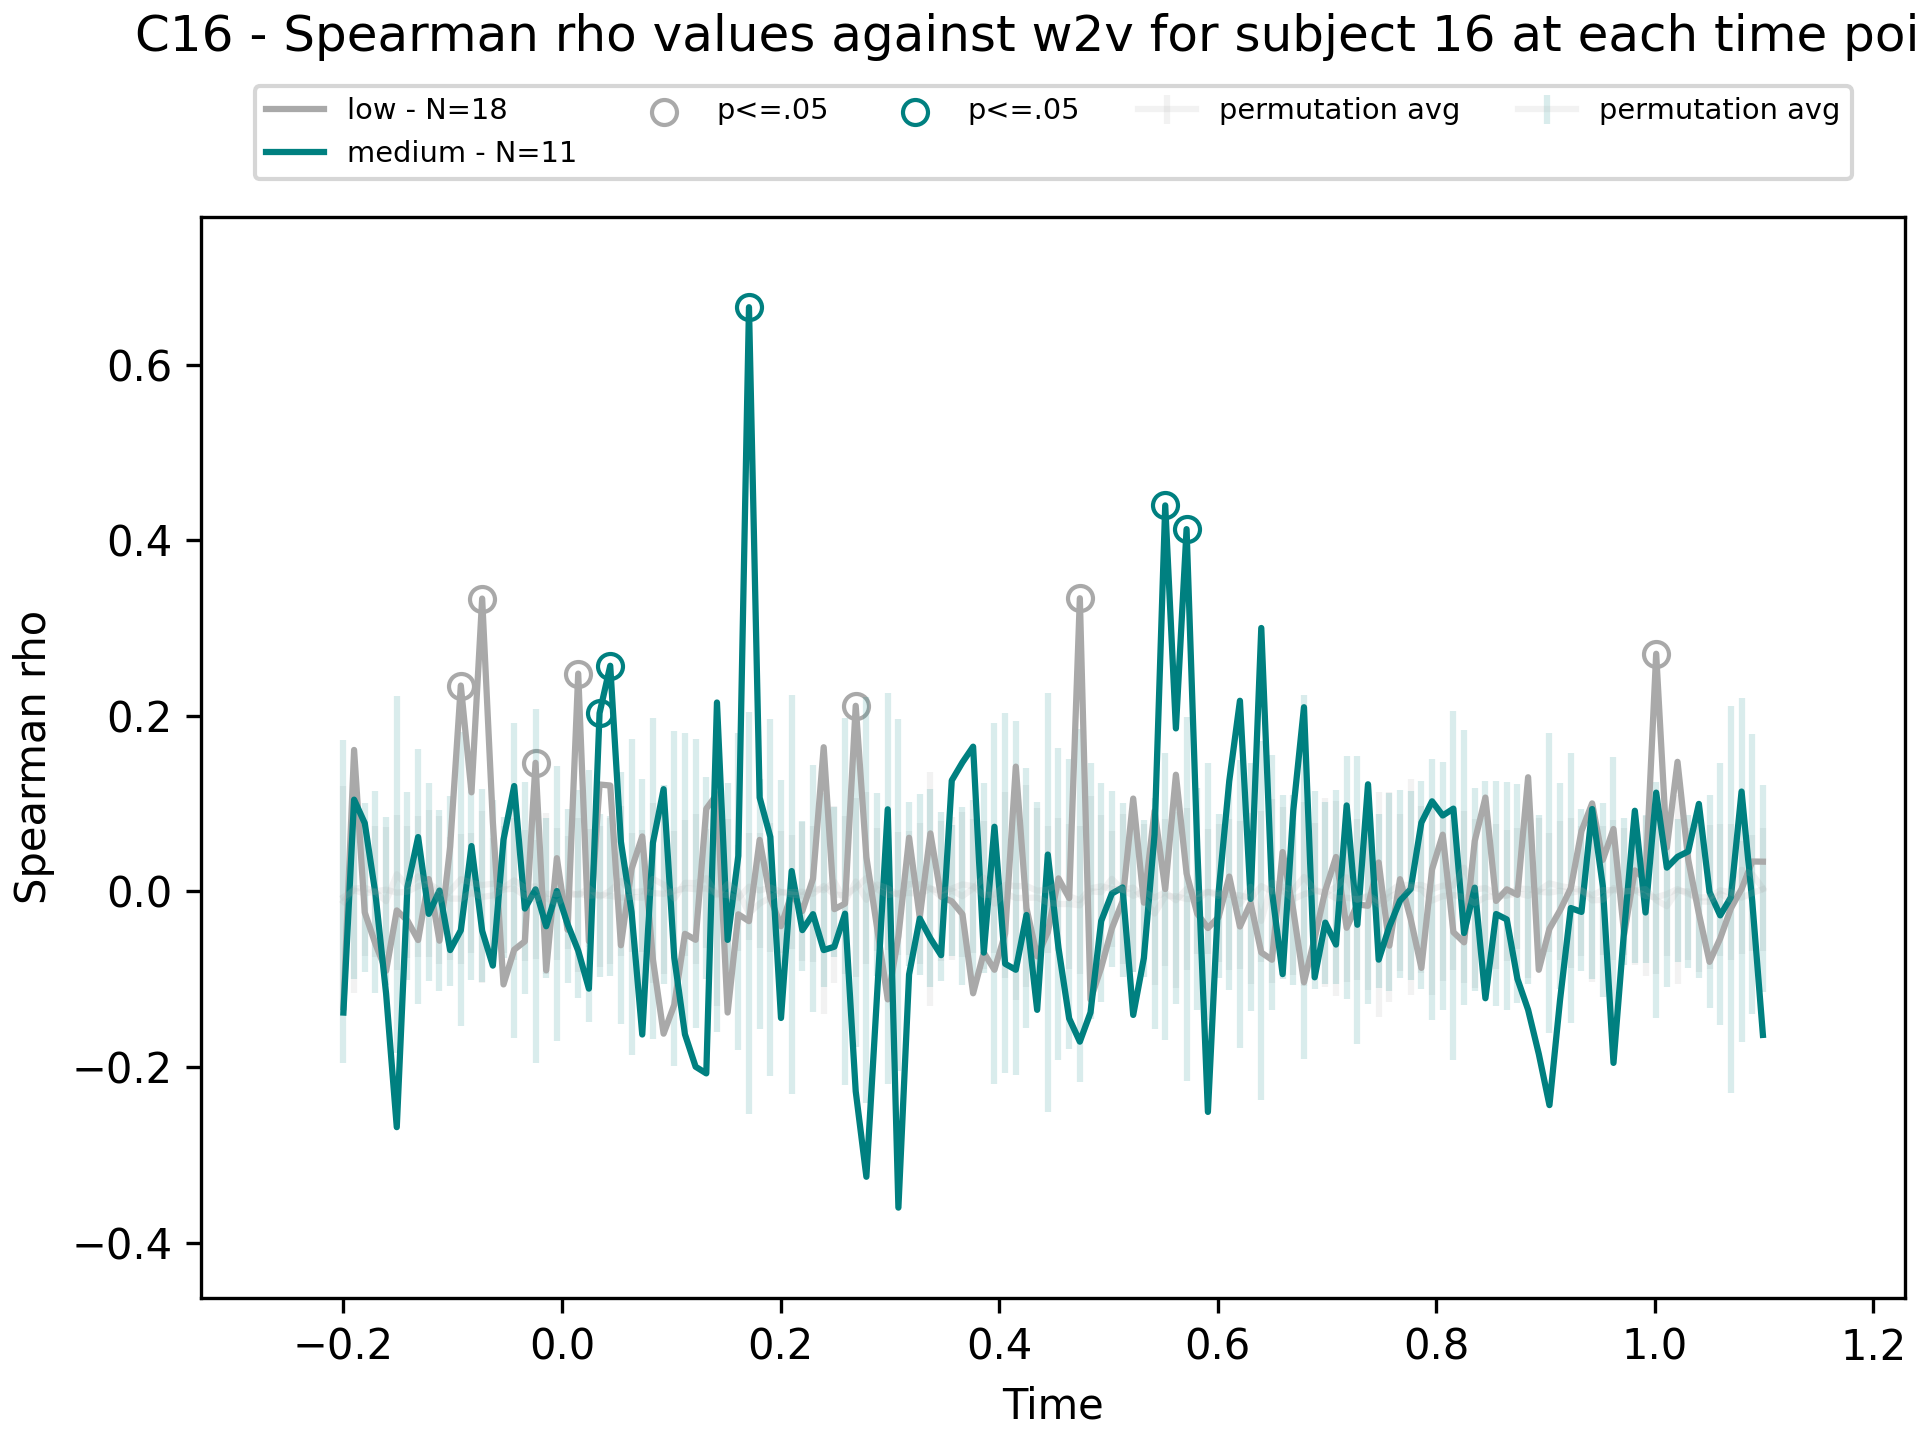 C16 - Spearman rho values against w2v for subject 16 at each time poi
low - N=18 p<=.05 p<=.05 permutation avg permutation avg
medium - N=11
Spearman rho
0.6
0.4
0.2
0.0
−0.2
−0.4
−0.2 0.0 0.2 0.4 0.6 0.8 1.0 1.2
Time